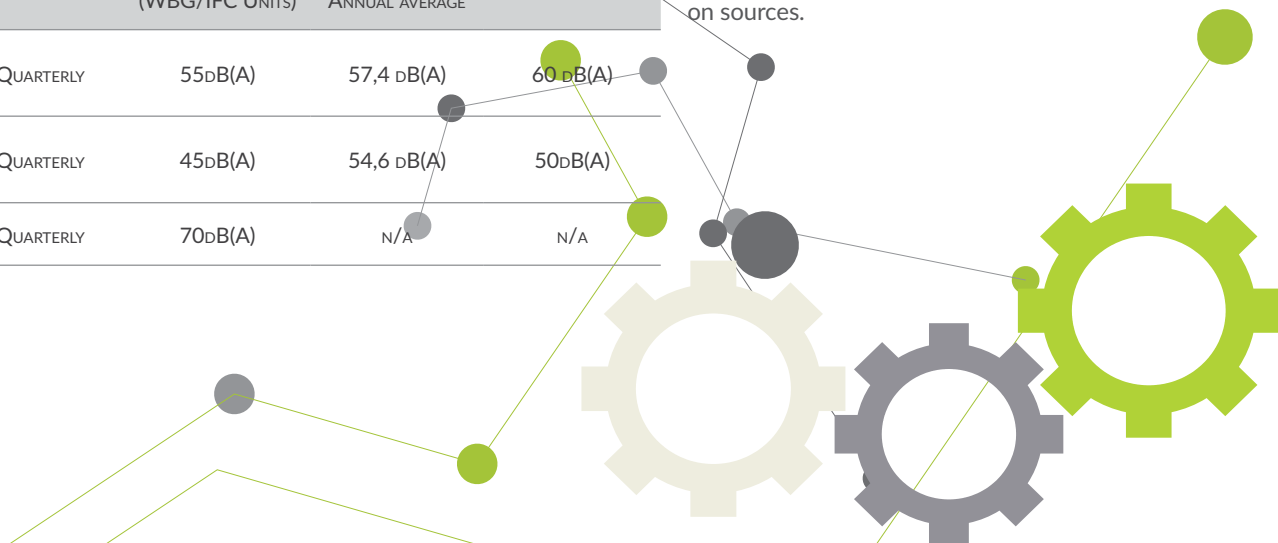 (WBG/IFC Units) Annual average
Quarterly 55dB(A) 57,4 dB(A) 60 dB(A)
Quarterly 45dB(A) 54,6 dB(A) 50dB(A)
Quarterly 70dB(A) n/a n/a
on sources.